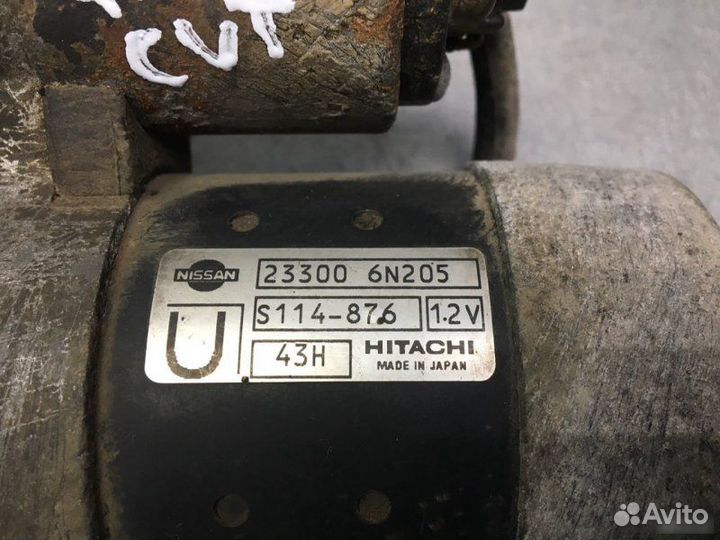 CVT
NISSAN
23300 6N205
S114-876
12V
U
43H
HITACHI
MADE IN JAPAN
Avito